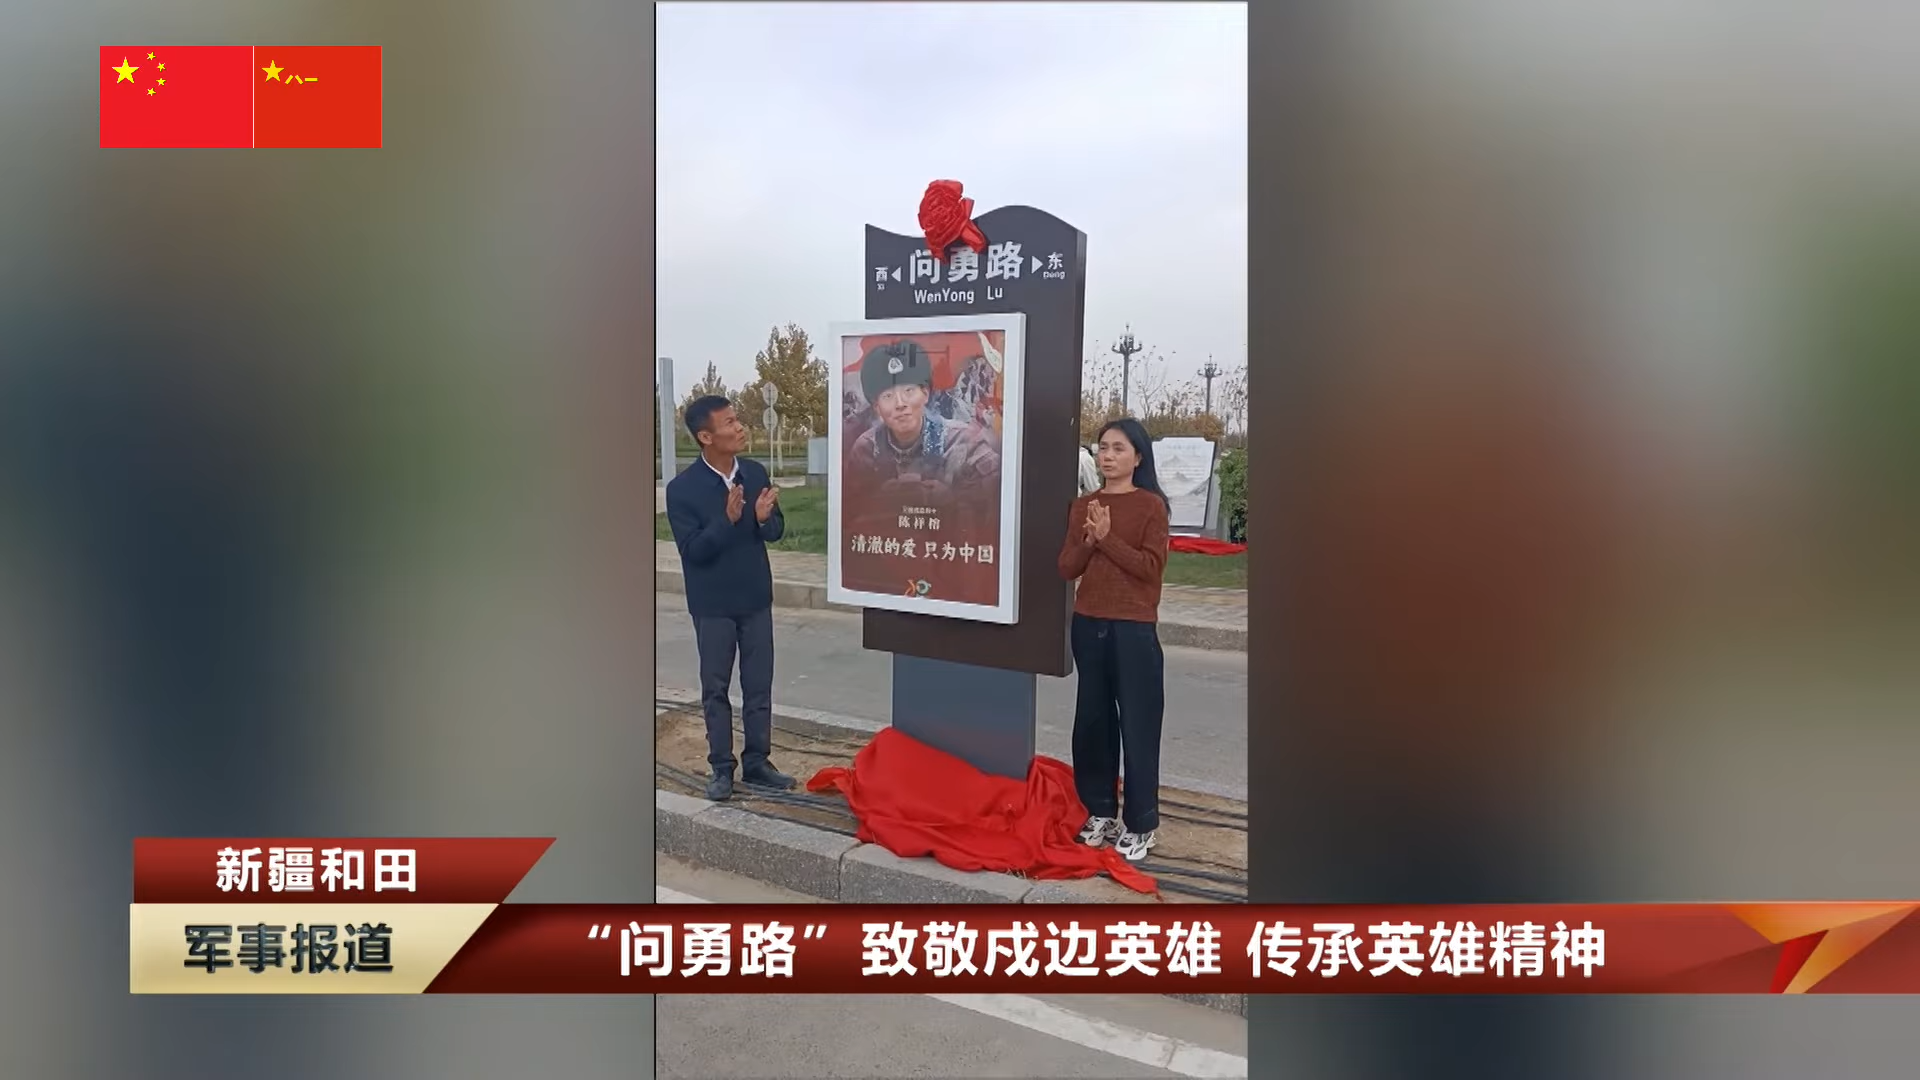 八一
问勇路
西
东
Xi
Dong
WenYong Lu
陈祥榕
清澈的爱 只为中国
新疆和田
军事报道
“问勇路”致敬戍边英雄 传承英雄精神